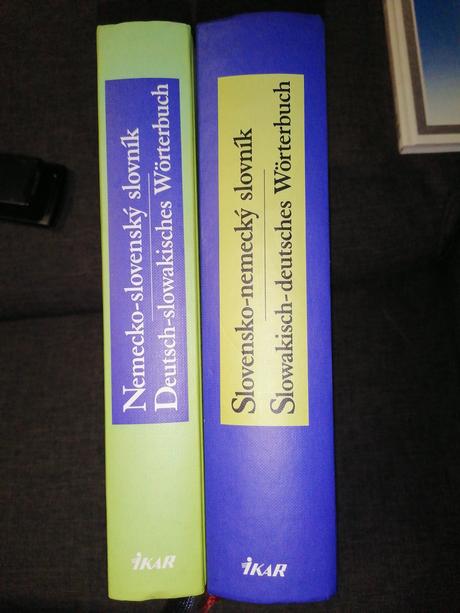 Nemecko-slovenský slovník
Deutsch-slowakisches Wörterbuch
IKAR
Slovensko-nemecký slovník
Slowakisch-deutsches Wörterbuch
IKAR